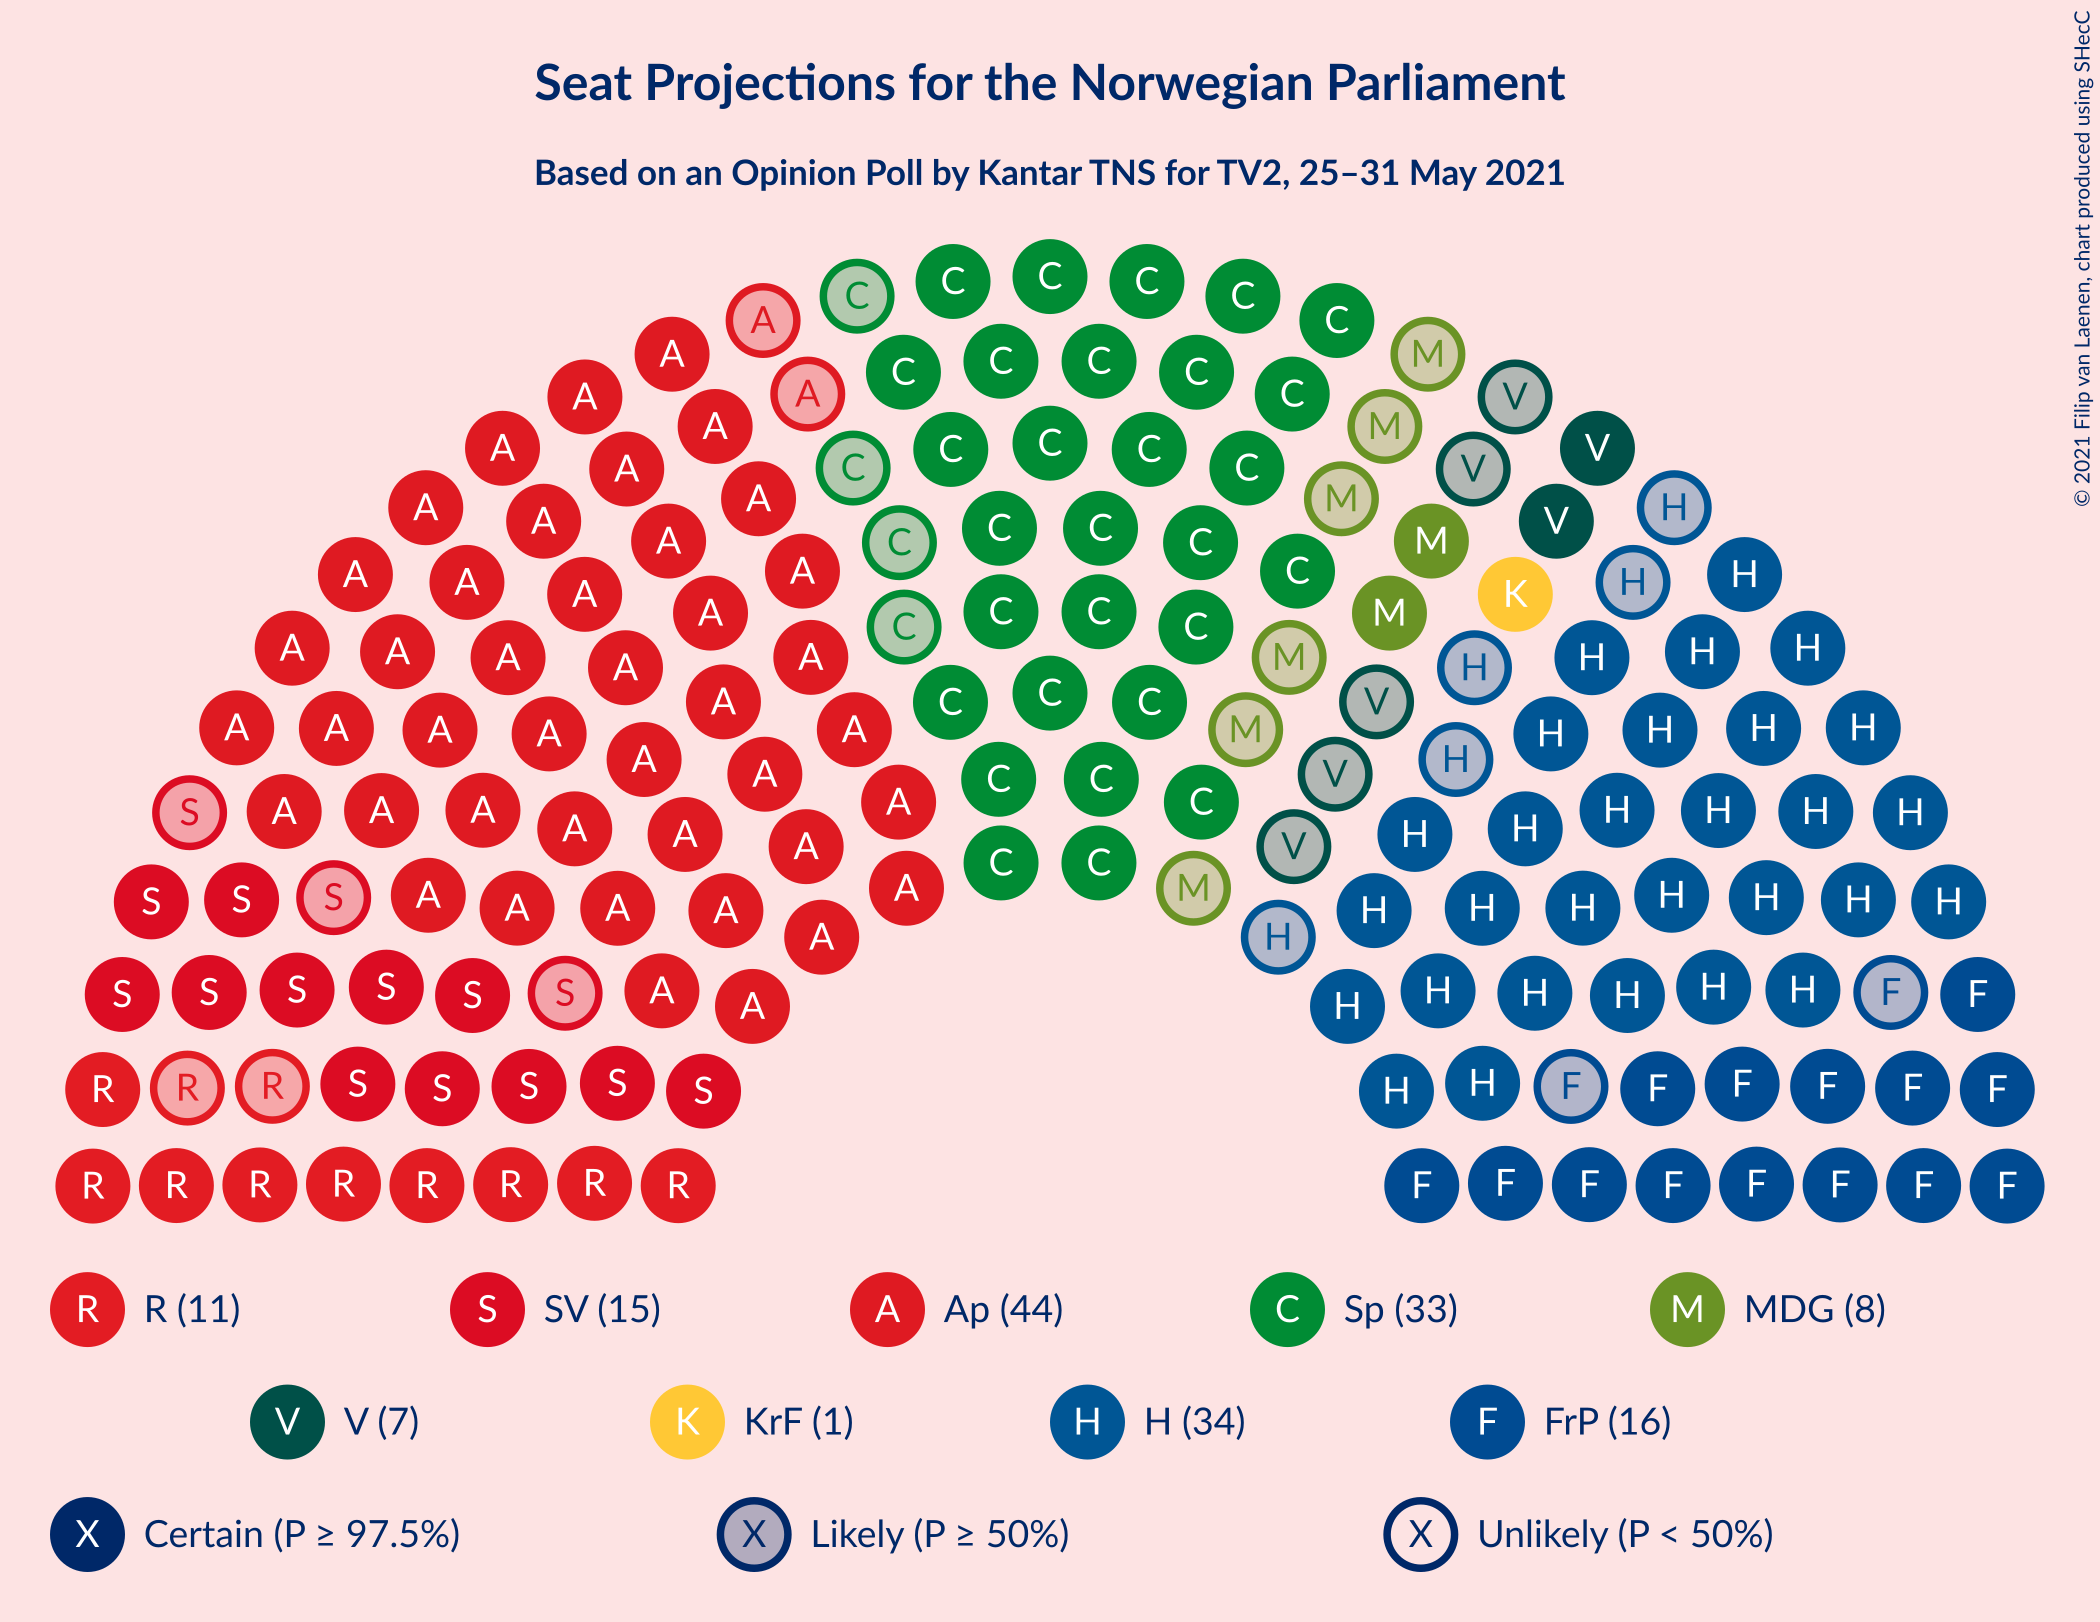 Seat Projections for the Norwegian Parliament
Based on an Opinion Poll by Kantar TNS for TV2, 25–31 May 2021
© 2021 Filip van Laenen, chart produced using SHecC
C C C C C C
A A M
A C C C C C M V
A A A M V V
A A C C C C C M V H
A A A C C C C C M M K H H
A A A A C C C C M H H H H
A A A A A C C C V H H H H
A A A A A A A C C C M V H H H H H
S A A A A A A A C C M V H H H H H H
S S S A A A A A H H H H H H H H
S S S S S S A A H H H H H H F F
R R R S S S S S H H F F F F F F
R R R R R R R R F F F F F F F F
R R (11) S SV (15) A Ap (44) C Sp (33) M MDG (8)
V V (7) K KrF (1) H H (34) F FrP (16)
X Certain (P ≥ 97.5%) X Likely (P ≥ 50%) X Unlikely (P < 50%)